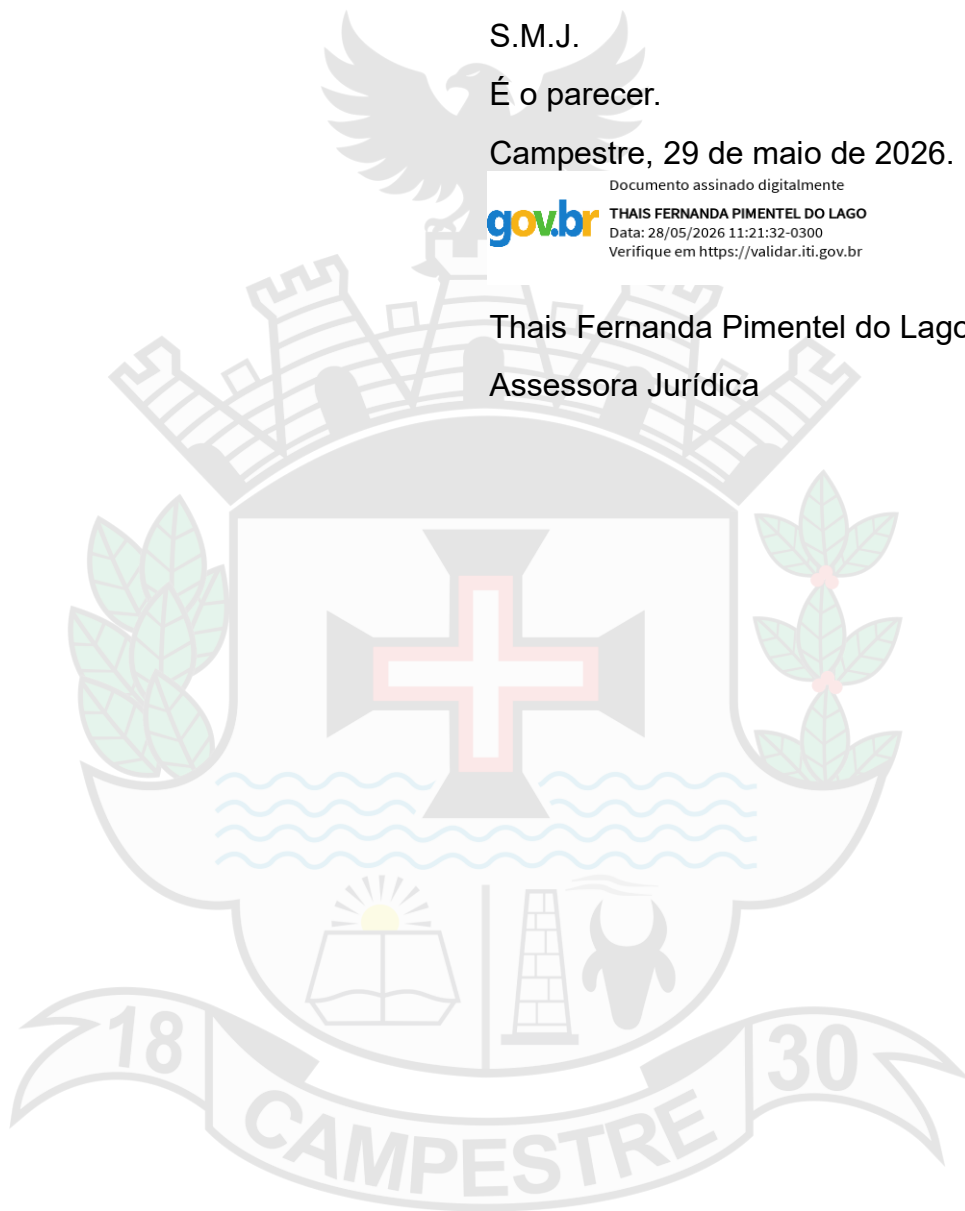 S.M.J.
É o parecer.
Campestre, 29 de maio de 2026.
Documento assinado digitalmente
gov.br
THAIS FERNANDA PIMENTEL DO LAGO
Data: 28/05/2026 11:21:32-0300
Verifique em https://validar.iti.gov.br
Thais Fernanda Pimentel do Lago
Assessora Jurídica
18
30
CAMPESTRE